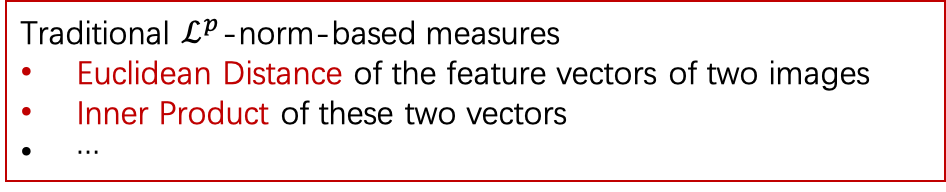 Traditional 𝓛ᵖ-norm-based measures
• Euclidean Distance of the feature vectors of two images
• Inner Product of these two vectors
• ...